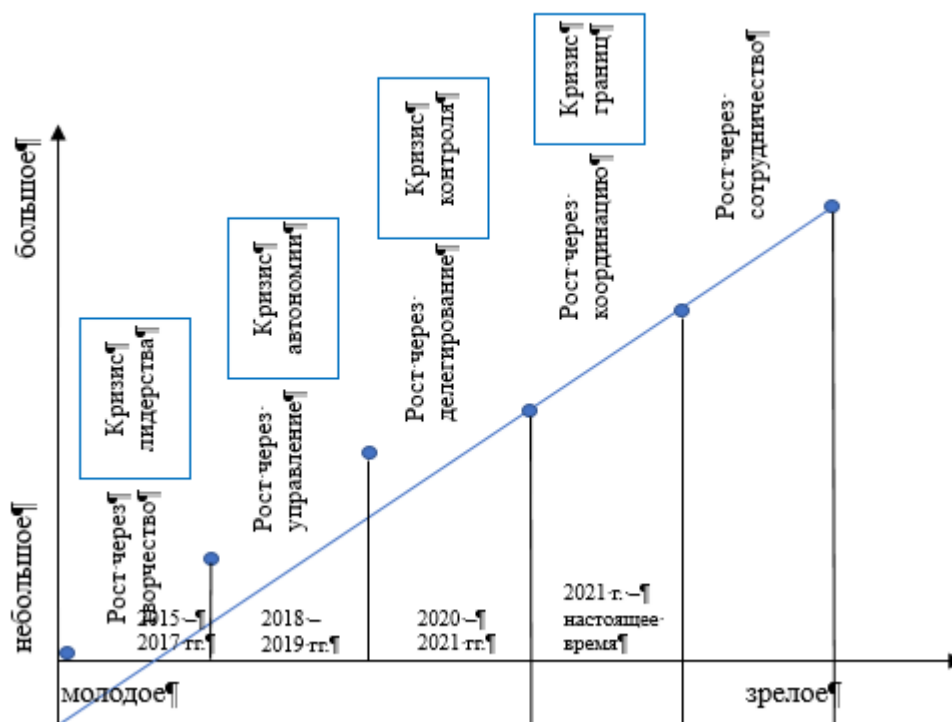 большое¶
небольшое¶
Рост·через¶
творчество¶
Кризис¶
лидерства¶
Рост·через·
управление¶
Кризис¶
автономии¶
Рост·через·
делегирование¶
Кризис¶
контроля¶
Рост·через·
координацию¶
Кризис¶
границ¶
Рост·через·
сотрудничество¶
2015·–¶
2017·гг.¶
2018·–
2019·гг.¶
2020·–¶
2021·гг.¶
2021·г.·–¶
настоящее·
время¶
молодое¶
зрелое¶